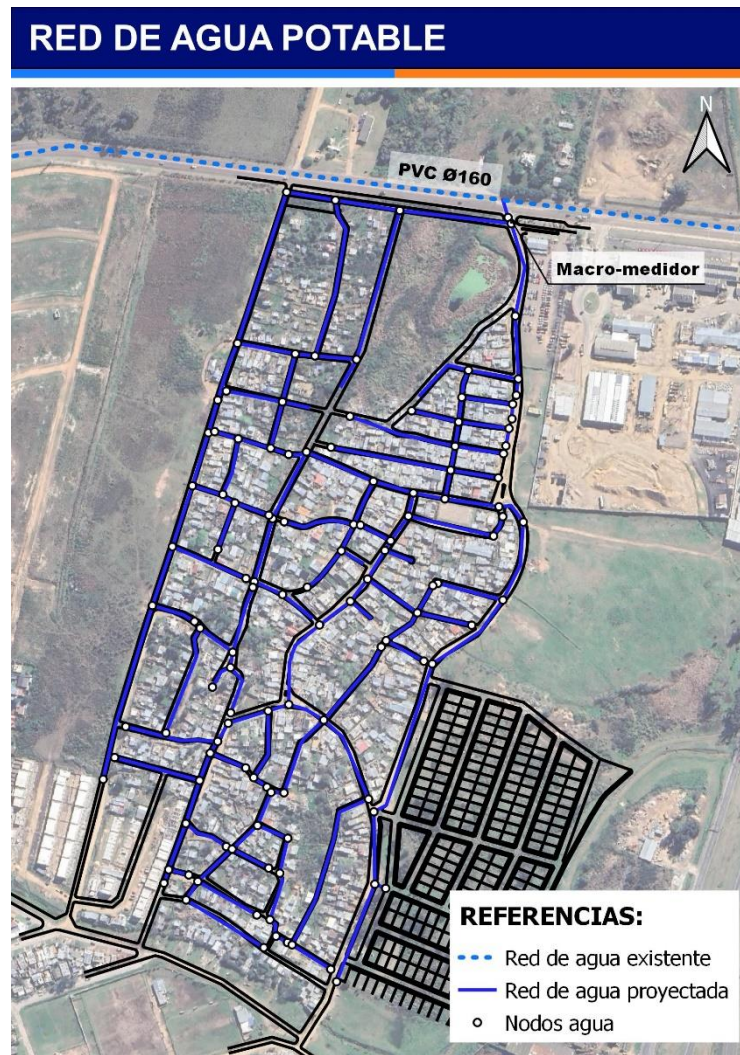 RED DE AGUA POTABLE
N
PVC Ø160
Macro-medidor
REFERENCIAS:
Red de agua existente
Red de agua proyectada
Nodos agua